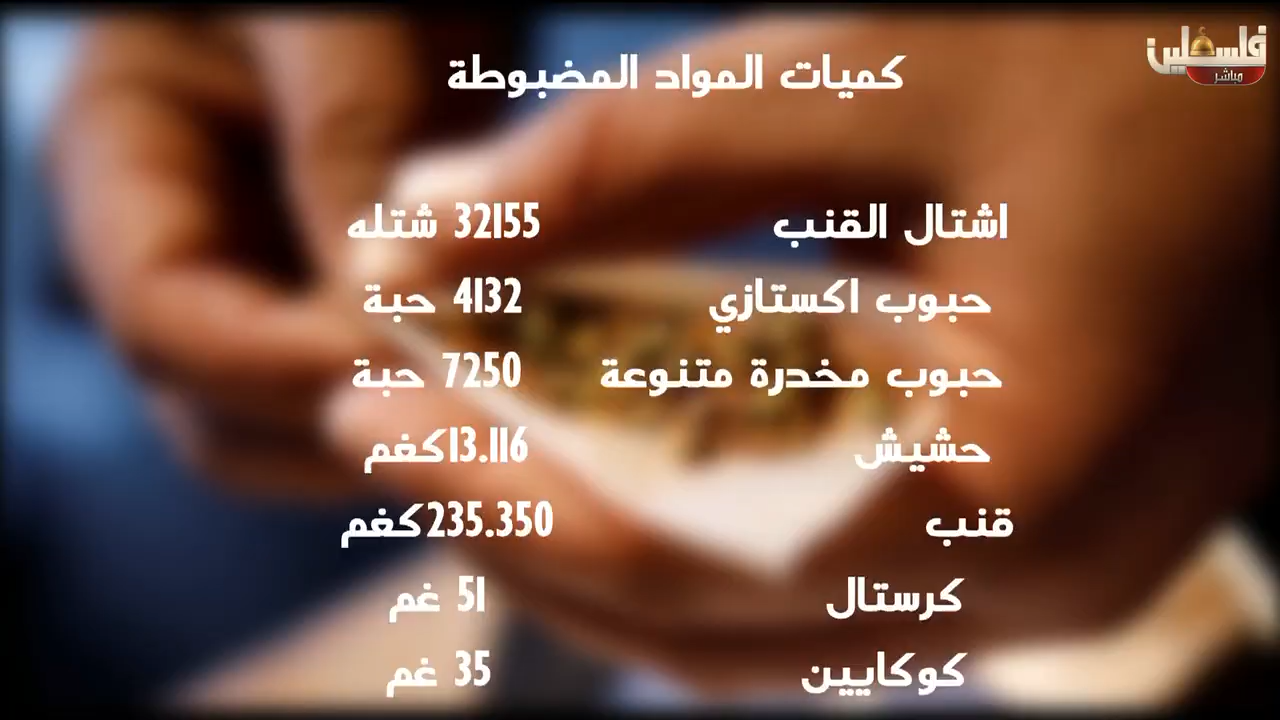 فلسطين
مباشر
كميات المواد المضبوطة
اشتال القنب 32155 شتله
حبوب اكستازي 4132 حبة
حبوب مخدرة متنوعة 7250 حبة
حشيش 13.116كغم
قنب 235.350كغم
كرستال 51 غم
كوكايين 35 غم